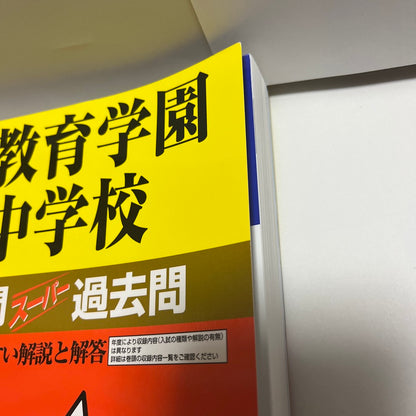 教育学園
中学校
間スーパー過去問
すい解説と解答
年度により収録内容(入試の種類や解説の有無)
は異なります
詳細は巻頭の収録内容一覧をご確認ください